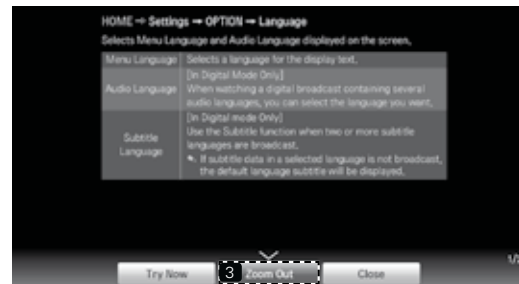 HOME → Settings → OPTION → Language
Selects Menu Language and Audio Language displayed on the screen.
Menu Language
Selects a language for the display text.
Audio Language
[In Digital Mode Only]
When watching a digital broadcast containing several
audio languages, you can select the language you want.
Subtitle
Language
[In Digital mode Only]
Use the Subtitle function when two or more subtitle
languages are broadcast.
If subtitle data in a selected language is not broadcast,
the default language subtitle will be displayed.
Try Now
3 Zoom Out
Close